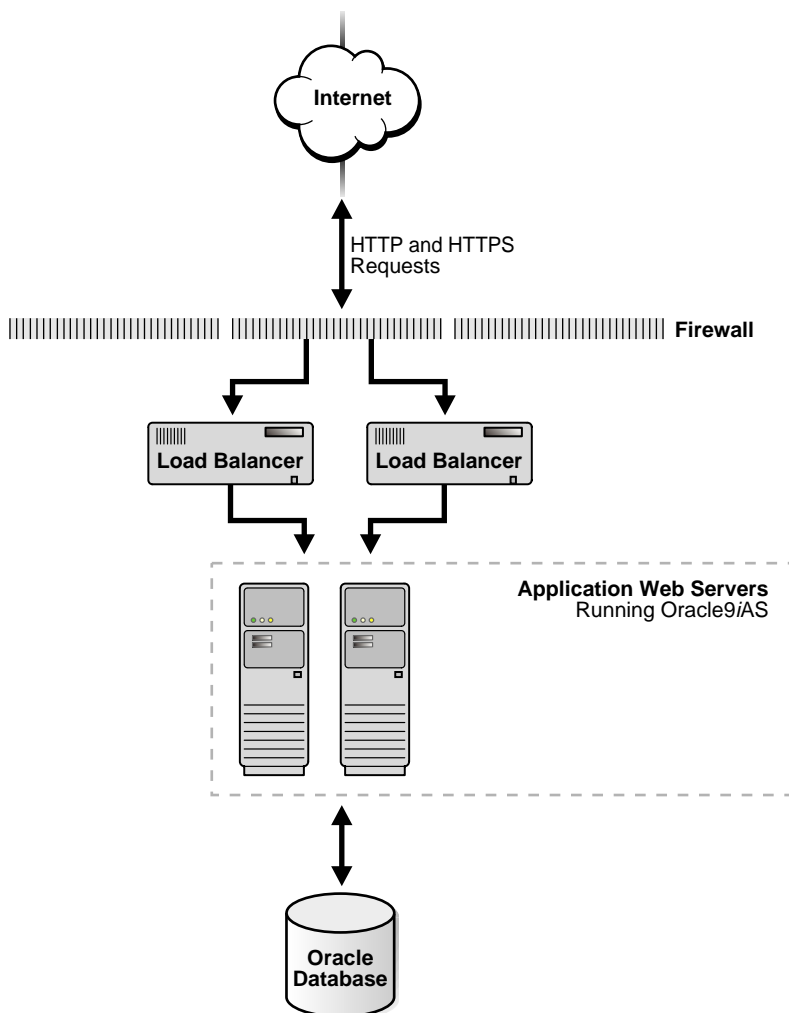 Internet
HTTP and HTTPS
Requests
Firewall
Load Balancer
Load Balancer
Application Web Servers
Running Oracle9iAS
Oracle
Database